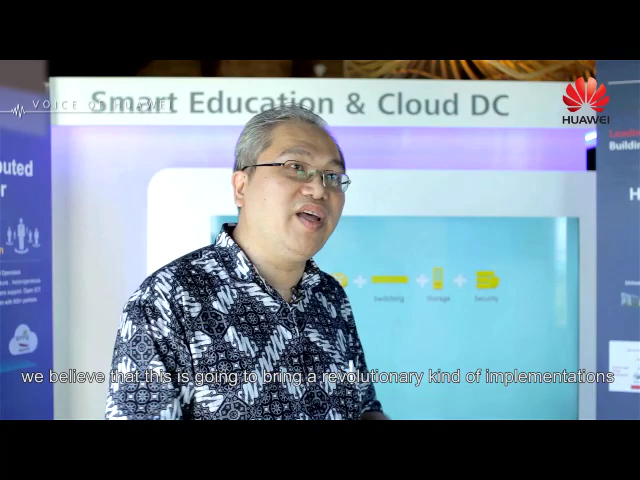 Smart Education & Cloud DC
VOICE OF HUAWEI
HUAWEI
Building
H
Switching
Storage
Security
we believe that this is going to bring a revolutionary kind of implementations